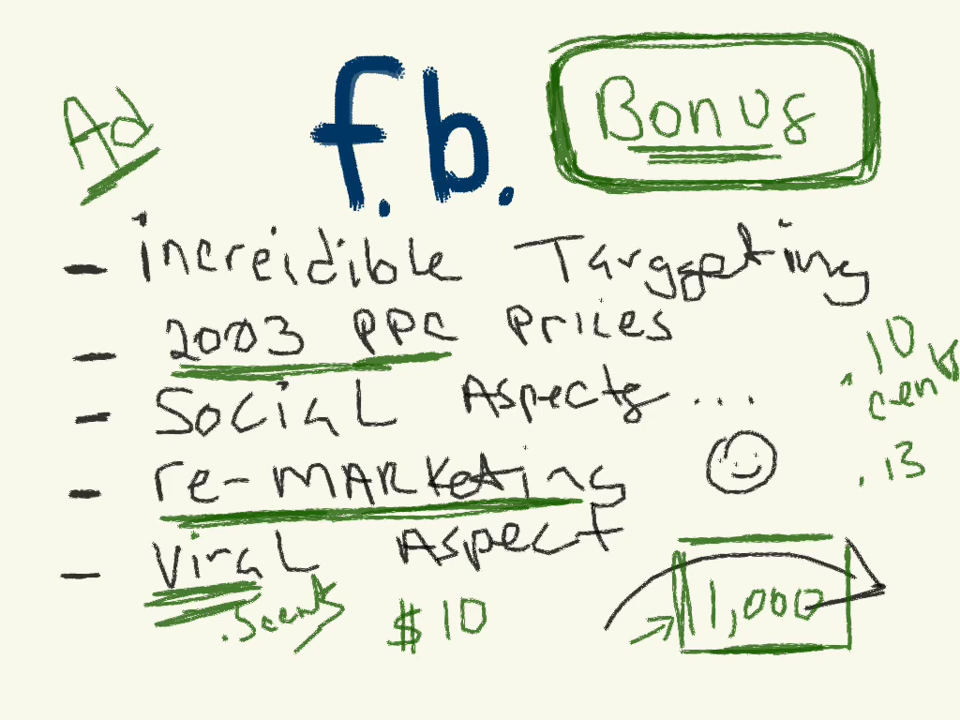 Ad
f.b.
Bonus
- increidible Targgeting
- 2003 PPC Prices
- Social Aspects...
- re-MARKeting
- Viral Aspect
.10
cents
.13
.5cents
$10
1,000